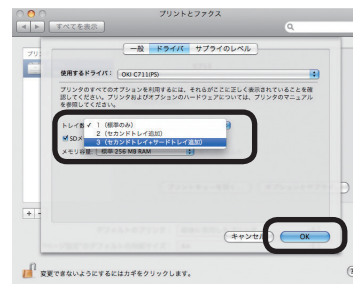 プリントとファクス
すべてを表示
一般 ドライバ サプライのレベル
使用するドライバ： OKI C711(PS)
プリンタのすべてのオプションを利用するには、それらがここに正しく表示されていることを確
認してください。プリンタおよびオプションのハードウェアについては、プリンタのマニュアル
を参照してください。
トレイ数 ✓ 1（標準のみ）
2（セカンドトレイ追加）
3（セカンドトレイ+サードトレイ追加）
メモリ容量： 標準 256 MB RAM
キャンセル OK
変更できないようにするにはカギをクリックします。